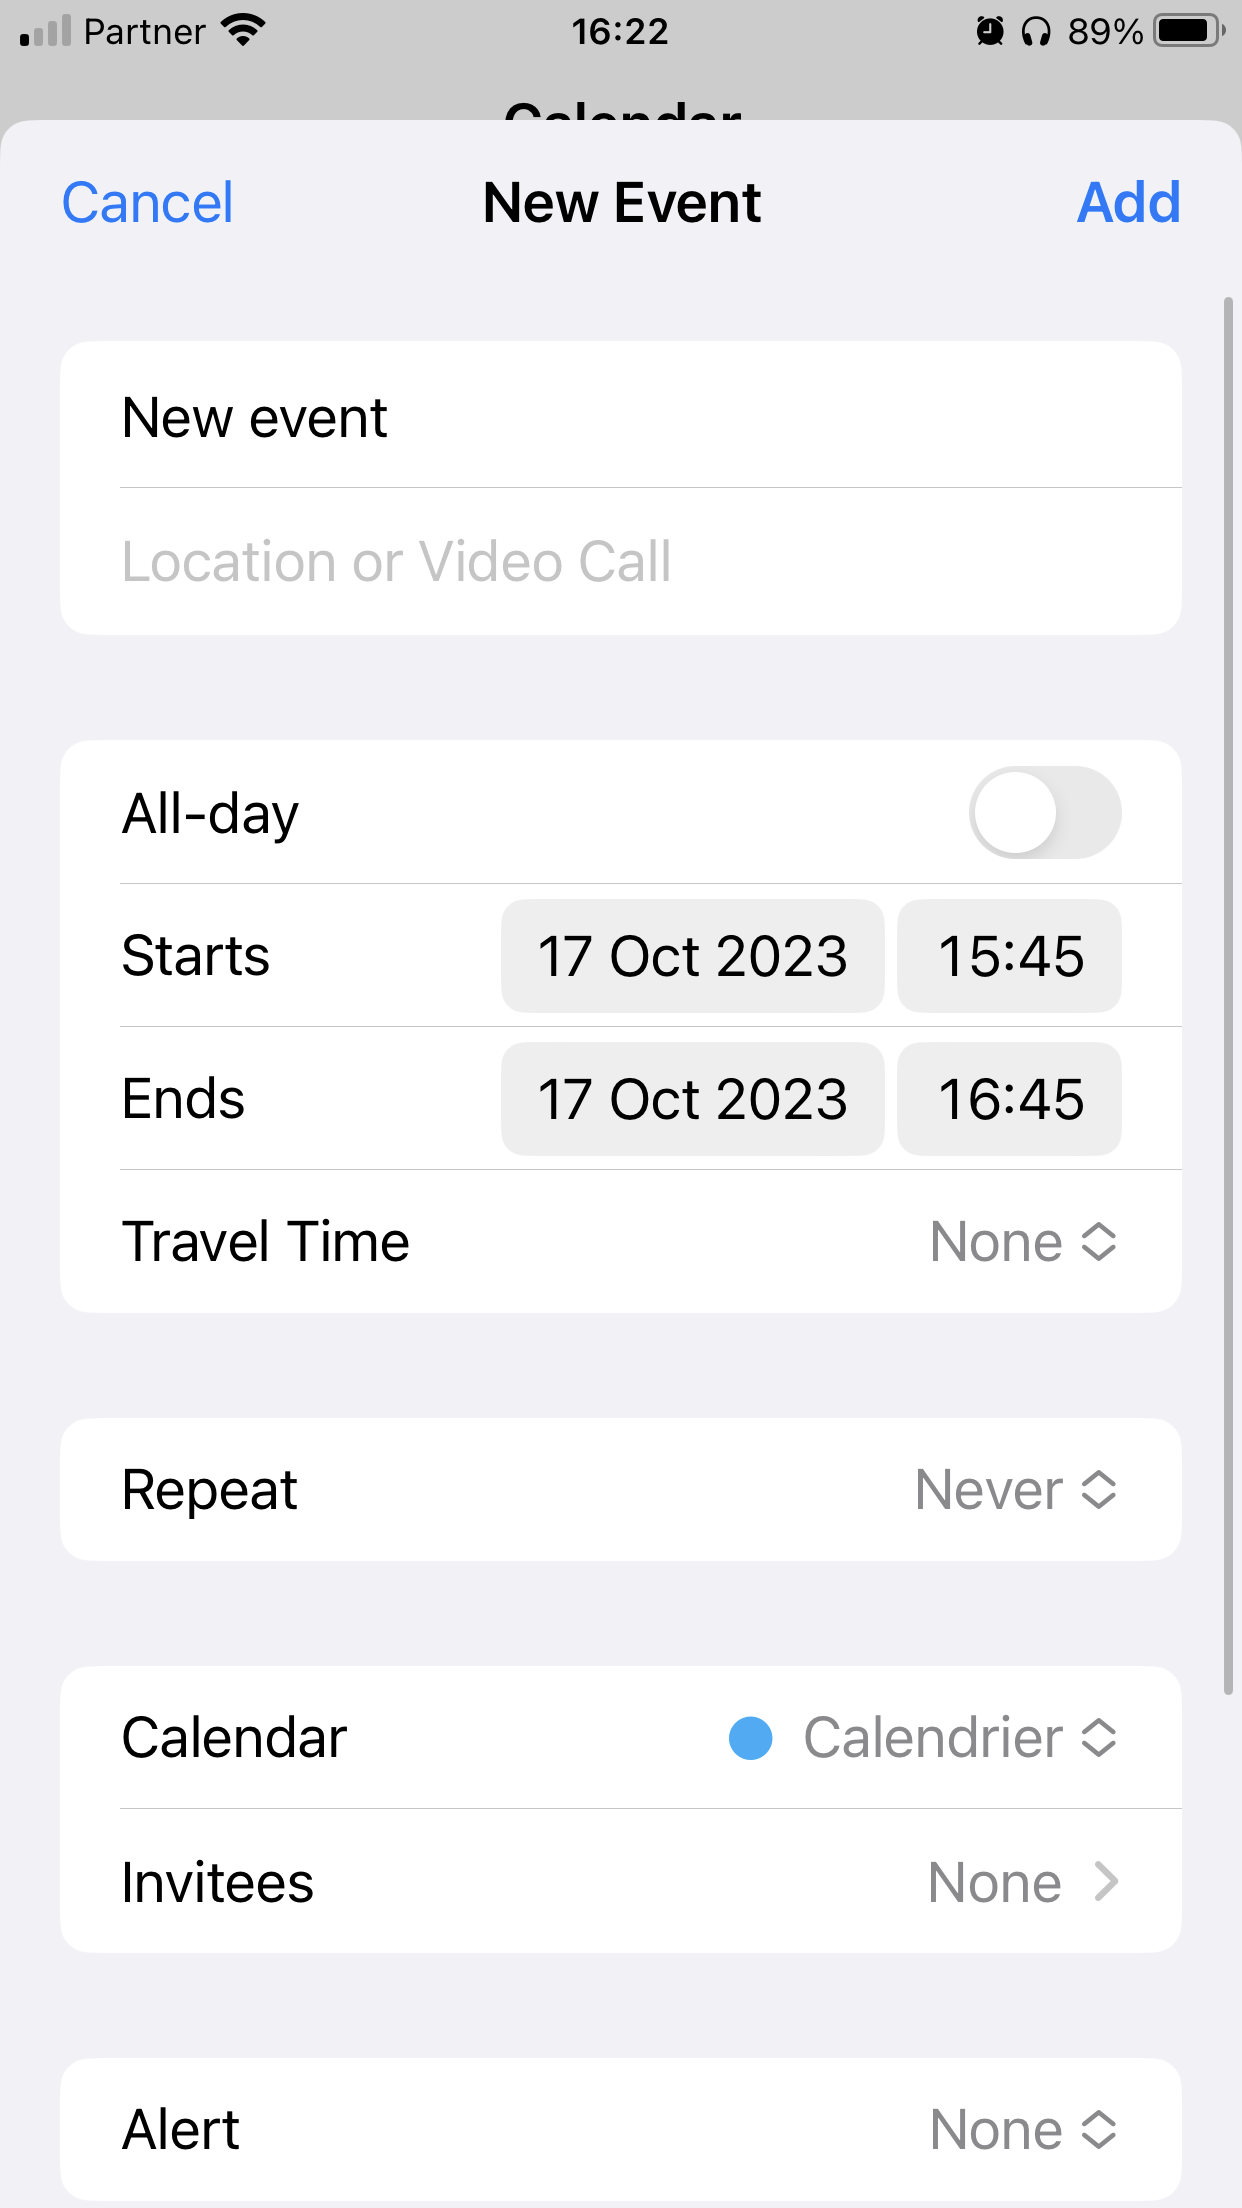 Partner 16:22 89%
Calendar
Cancel New Event Add
New event
Location or Video Call
All-day
Starts 17 Oct 2023 15:45
Ends 17 Oct 2023 16:45
Travel Time None
Repeat Never
Calendar Calendrier
Invitees None
Alert None